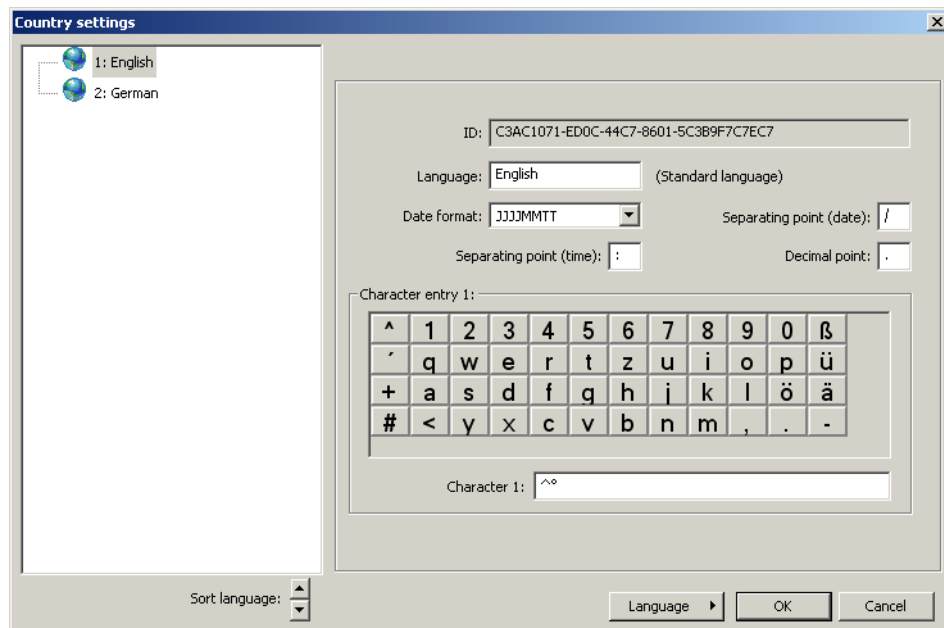 Country settings
1: English
2: German
ID: C3AC1071-ED0C-44C7-8601-5C3B9F7C7EC7
Language: English (Standard language)
Date format: JJJJMMTT Separating point (date): /
Separating point (time): : Decimal point: .
Character entry 1:
^ 1 2 3 4 5 6 7 8 9 0 ß
´ q w e r t z u i o p ü
+ a s d f g h j k l ö ä
# < y x c v b n m , . -
Character 1: ^°
Sort language:
Language OK Cancel